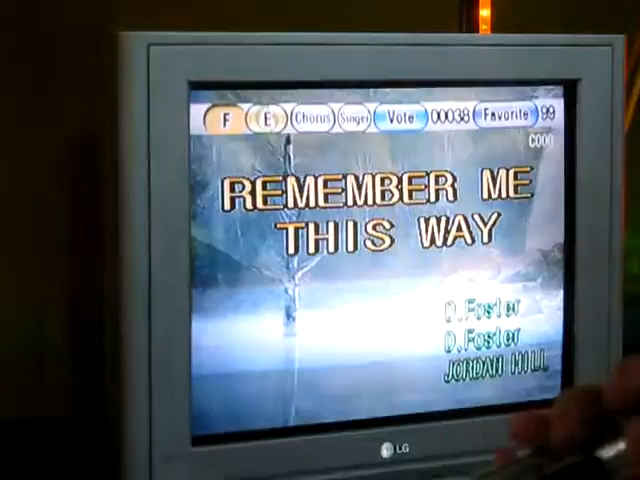 F E Chorus Singer Vote 00038 Favorite 99
C000
REMEMBER ME
THIS WAY
D.Foster
D.Foster
JORDAN HILL
LG